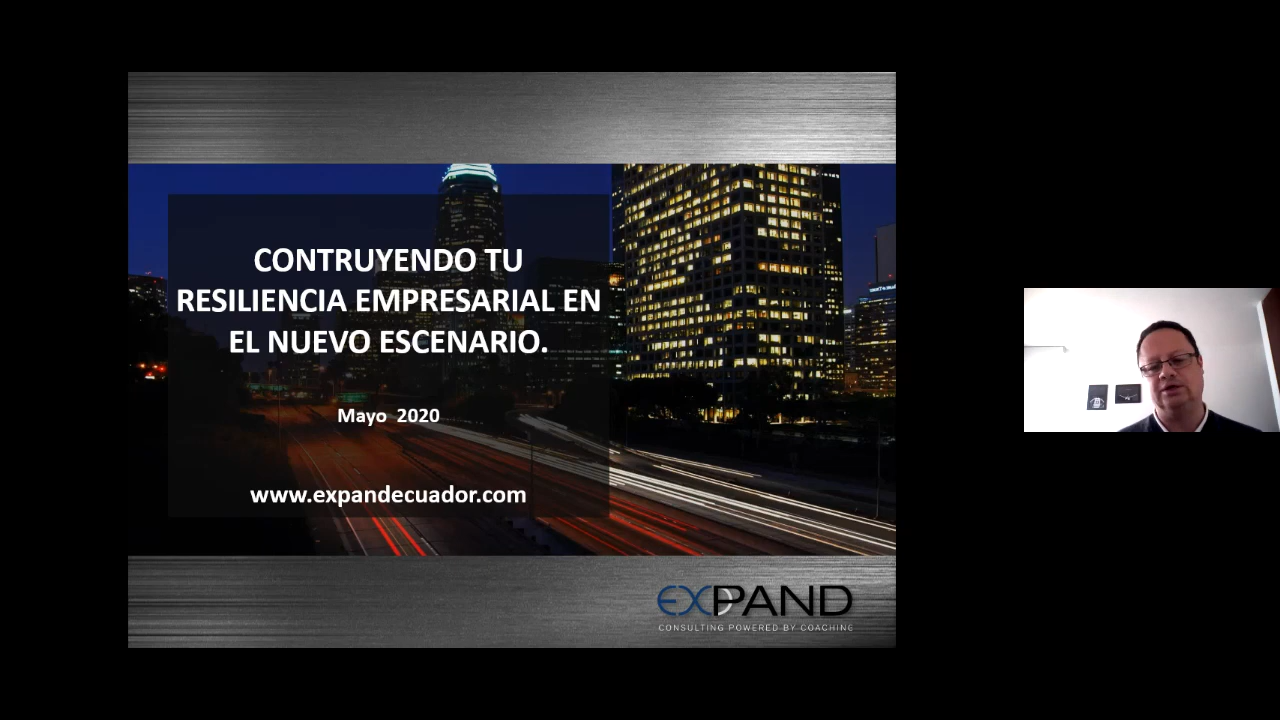 CONTRUYENDO TU
RESILIENCIA EMPRESARIAL EN
EL NUEVO ESCENARIO.
Mayo 2020
www.expandecuador.com
EXPAND
CONSULTING POWERED BY COACHING